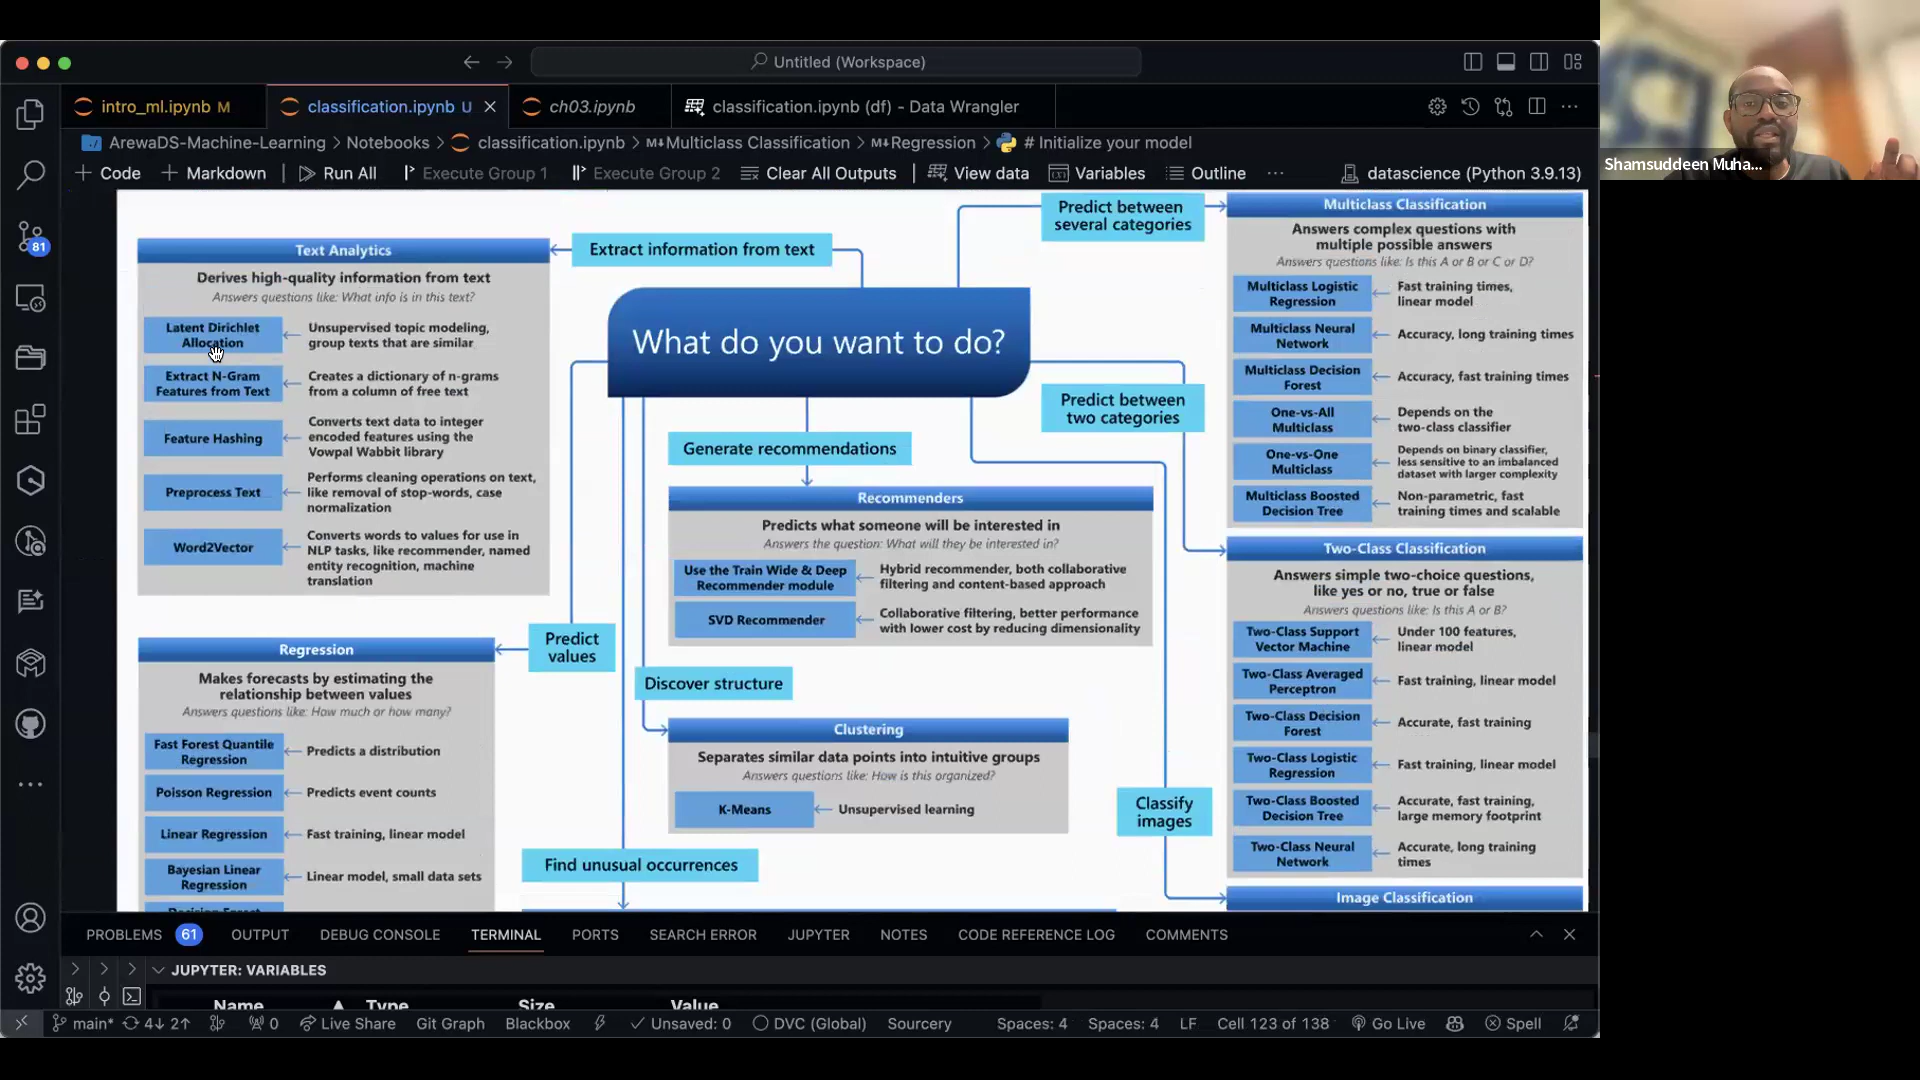 Untitled (Workspace)
intro_ml.ipynb M
classification.ipynb U
ch03.ipynb
classification.ipynb (df) - Data Wrangler
ArewaDS-Machine-Learning > Notebooks > classification.ipynb > M↓Multiclass Classification > M↓Regression > # Initialize your model
+ Code
+ Markdown
Run All
Execute Group 1
Execute Group 2
Clear All Outputs
View data
Variables
Outline
...
datascience (Python 3.9.13)
Shamsuddeen Muha...
81
What do you want to do?
Extract information from text
Text Analytics
Derives high-quality information from text
Answers questions like: What info is in this text?
Latent Dirichlet
Allocation
Unsupervised topic modeling,
group texts that are similar
Extract N-Gram
Features from Text
Creates a dictionary of n-grams
from a column of free text
Feature Hashing
Converts text data to integer
encoded features using the
Vowpal Wabbit library
Preprocess Text
Performs cleaning operations on text,
like removal of stop-words, case
normalization
Word2Vector
Converts words to values for use in
NLP tasks, like recommender, named
entity recognition, machine
translation
Predict
values
Regression
Makes forecasts by estimating the
relationship between values
Answers questions like: How much or how many?
Fast Forest Quantile
Regression
Predicts a distribution
Poisson Regression
Predicts event counts
Linear Regression
Fast training, linear model
Bayesian Linear
Regression
Linear model, small data sets
Generate recommendations
Recommenders
Predicts what someone will be interested in
Answers the question: What will they be interested in?
Use the Train Wide & Deep
Recommender module
Hybrid recommender, both collaborative
filtering and content-based approach
SVD Recommender
Collaborative filtering, better performance
with lower cost by reducing dimensionality
Discover structure
Clustering
Separates similar data points into intuitive groups
Answers questions like: How is this organized?
K-Means
Unsupervised learning
Find unusual occurrences
Predict between
several categories
Multiclass Classification
Answers complex questions with
multiple possible answers
Answers questions like: Is this A or B or C or D?
Multiclass Logistic
Regression
Fast training times,
linear model
Multiclass Neural
Network
Accuracy, long training times
Multiclass Decision
Forest
Accuracy, fast training times
One-vs-All
Multiclass
Depends on the
two-class classifier
One-vs-One
Multiclass
Depends on binary classifier,
less sensitive to an imbalanced
dataset with larger complexity
Multiclass Boosted
Decision Tree
Non-parametric, fast
training times and scalable
Predict between
two categories
Two-Class Classification
Answers simple two-choice questions,
like yes or no, true or false
Answers questions like: Is this A or B?
Two-Class Support
Vector Machine
Under 100 features,
linear model
Two-Class Averaged
Perceptron
Fast training, linear model
Two-Class Decision
Forest
Accurate, fast training
Two-Class Logistic
Regression
Fast training, linear model
Two-Class Boosted
Decision Tree
Accurate, fast training,
large memory footprint
Two-Class Neural
Network
Accurate, long training
times
Classify
images
Image Classification
PROBLEMS 61
OUTPUT
DEBUG CONSOLE
TERMINAL
PORTS
SEARCH ERROR
JUPYTER
NOTES
CODE REFERENCE LOG
COMMENTS
JUPYTER: VARIABLES
Name
Type
Size
Value
main*
4↓ 2↑
0
Live Share
Git Graph
Blackbox
Unsaved: 0
DVC (Global)
Sourcery
Spaces: 4
Spaces: 4
LF
Cell 123 of 138
Go Live
Spell